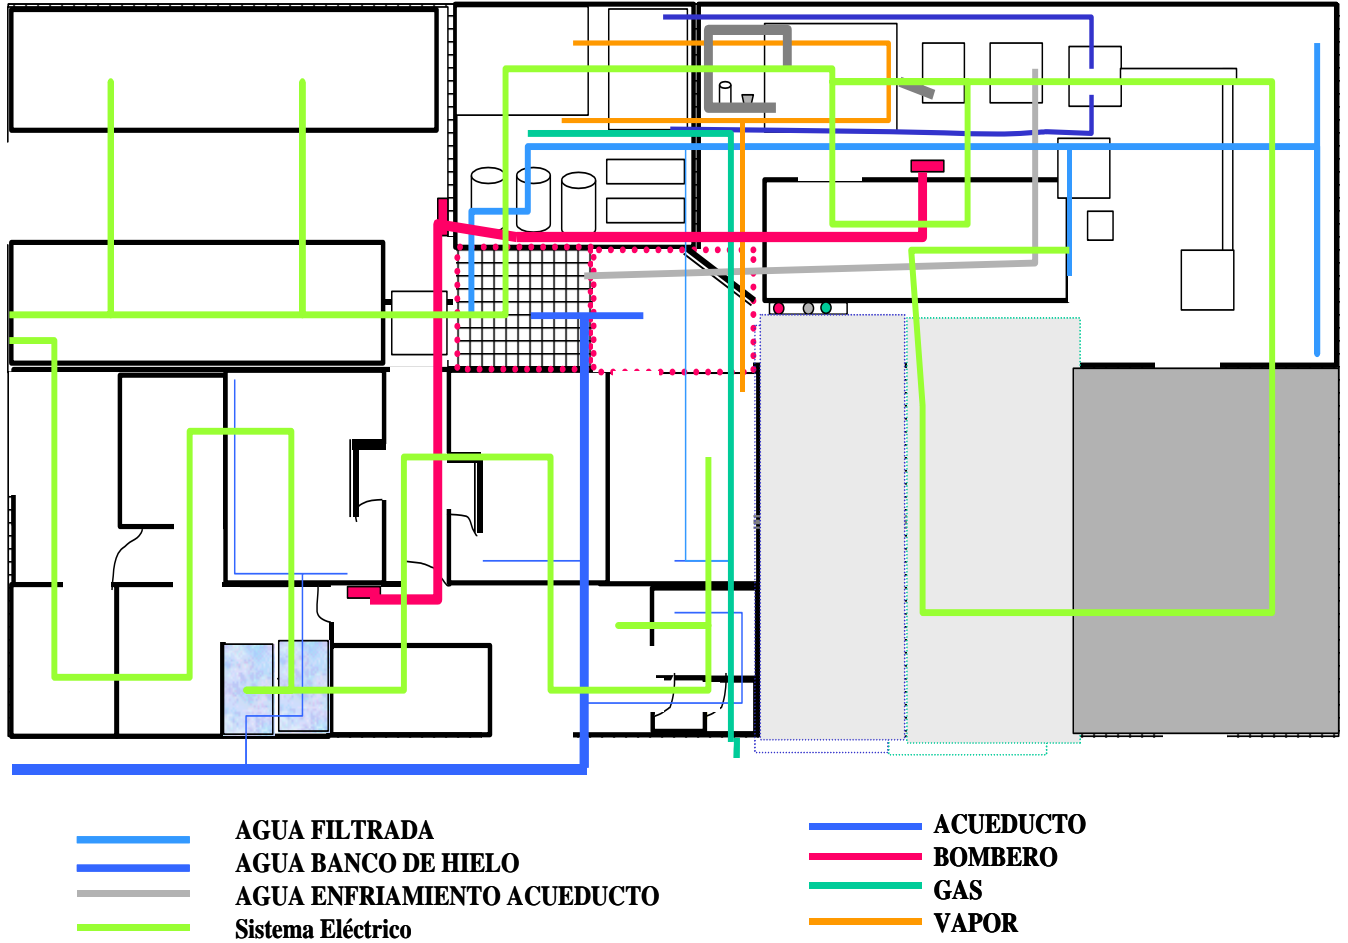 AGUA FILTRADA
AGUA BANCO DE HIELO
AGUA ENFRIAMIENTO ACUEDUCTO
Sistema Eléctrico
ACUEDUCTO
BOMBERO
GAS
VAPOR